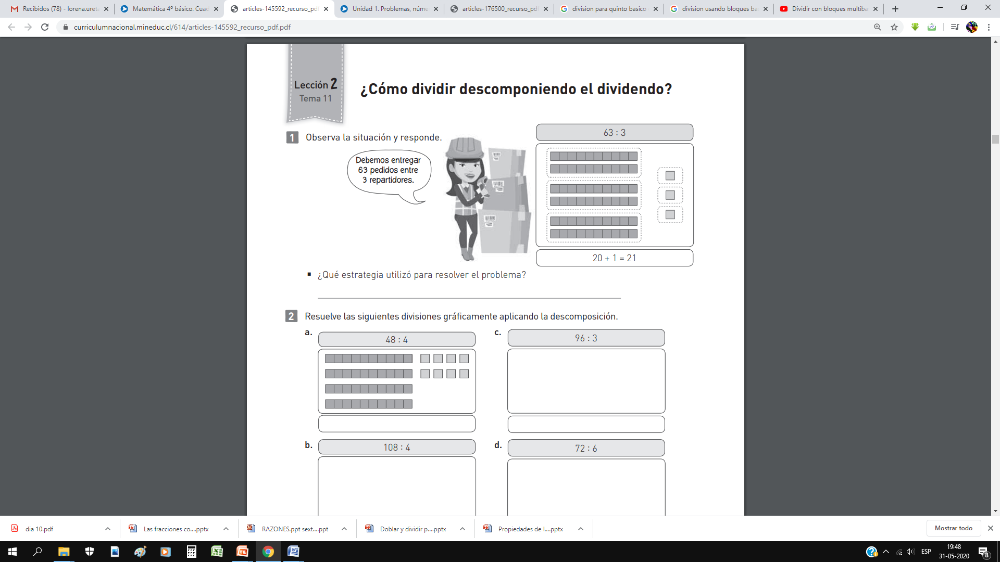 Recibidos (78) - lorena.ureta
Matemática 4º básico. Cuad
articles-145592_recurso_pdf
Unidad 1. Problemas, núme
articles-176500_recurso_pdf
division para quinto basico
division usando bloques ba
Dividir con bloques multiba
curriculumnacional.mineduc.cl/614/articles-145592_recurso_pdf.pdf
Lección 2
Tema 11
¿Cómo dividir descomponiendo el dividendo?
1 Observa la situación y responde.
Debemos entregar
63 pedidos entre
3 repartidores.
63 : 3
20 + 1 = 21
¿Qué estrategia utilizó para resolver el problema?
2 Resuelve las siguientes divisiones gráficamente aplicando la descomposición.
a. 48 : 4
c. 96 : 3
b. 108 : 4
d. 72 : 6
dia 10.pdf
Las fracciones co....pptx
RAZONES.ppt sext....ppt
Doblar y dividir p....pptx
Propiedades de l....pptx
Mostrar todo
ESP
19:48
31-05-2020
8